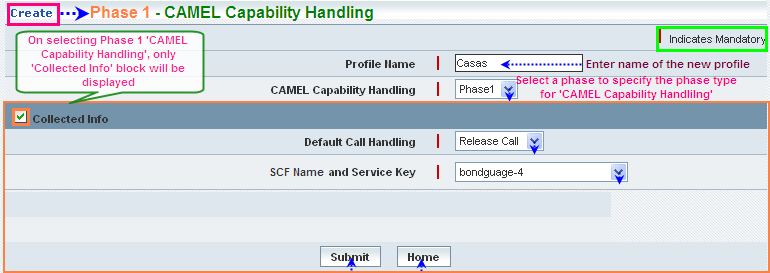 Create Phase 1 - CAMEL Capability Handling
Indicates Mandatory
On selecting Phase 1 'CAMEL
Capability Handling', only
'Collected Info' block will be
displayed
Profile Name Casas Enter name of the new profile
CAMEL Capability Handling Phase1 Select a phase to specify the phase type
for 'CAMEL Capability Handlilng'
Collected Info
Default Call Handling Release Call
SCF Name and Service Key bondguage-4
Submit Home